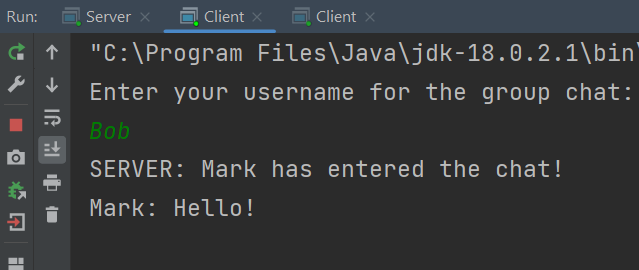 Run: Server Client Client
"C:\Program Files\Java\jdk-18.0.2.1\bin\
Enter your username for the group chat:
Bob
SERVER: Mark has entered the chat!
Mark: Hello!